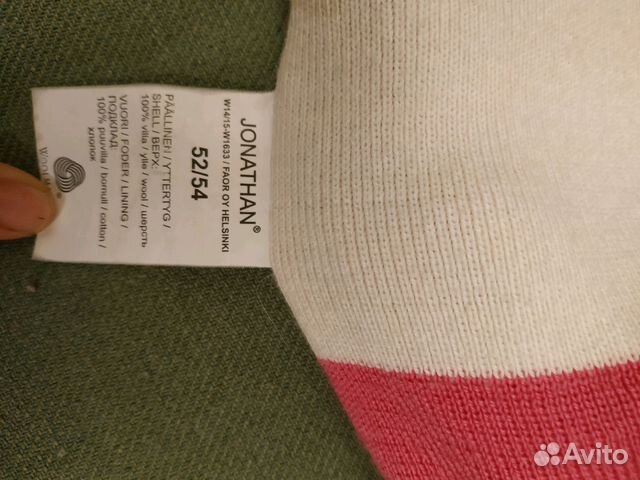 JONATHAN®
W14/15-W1633 / FAOR OY HELSINKI
52/54
PÄÄLLINEN / YTTERTYG /
SHELL / ВЕРХ:
100% villa / ylle / wool / шерсть
VUORI / FODER / LINING /
ПОДКЛАД:
100% puuvilla / bomull / cotton /
хлопок
Avito